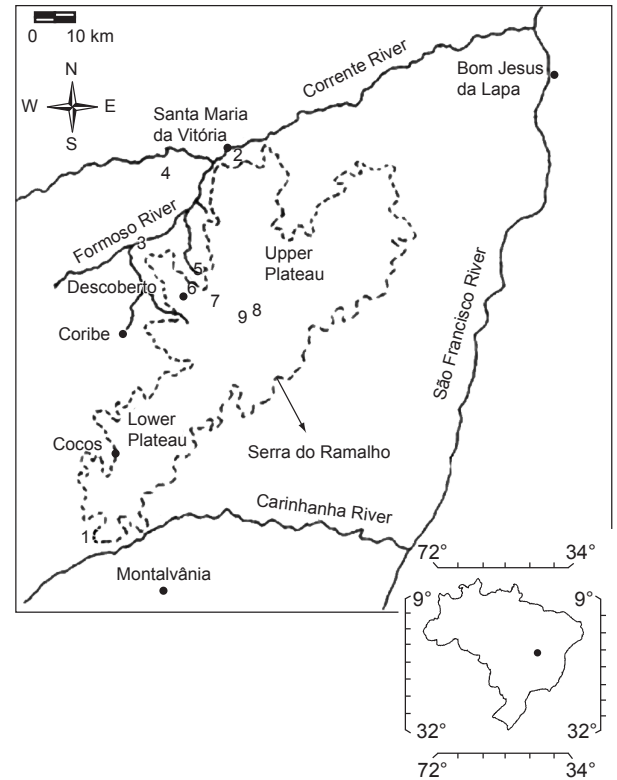 0 10 km
N
W E
S
Corrente River
Bom Jesus
da Lapa
Santa Maria
da Vitória
2
4
Formoso River
3
Upper
Plateau
5
Descoberto
6
7
8
9
Coribe
São Francisco River
Lower
Plateau
Cocos
Serra do Ramalho
Carinhanha River
1
Montalvânia
72° 34°
9° 9°
32° 32°
72° 34°